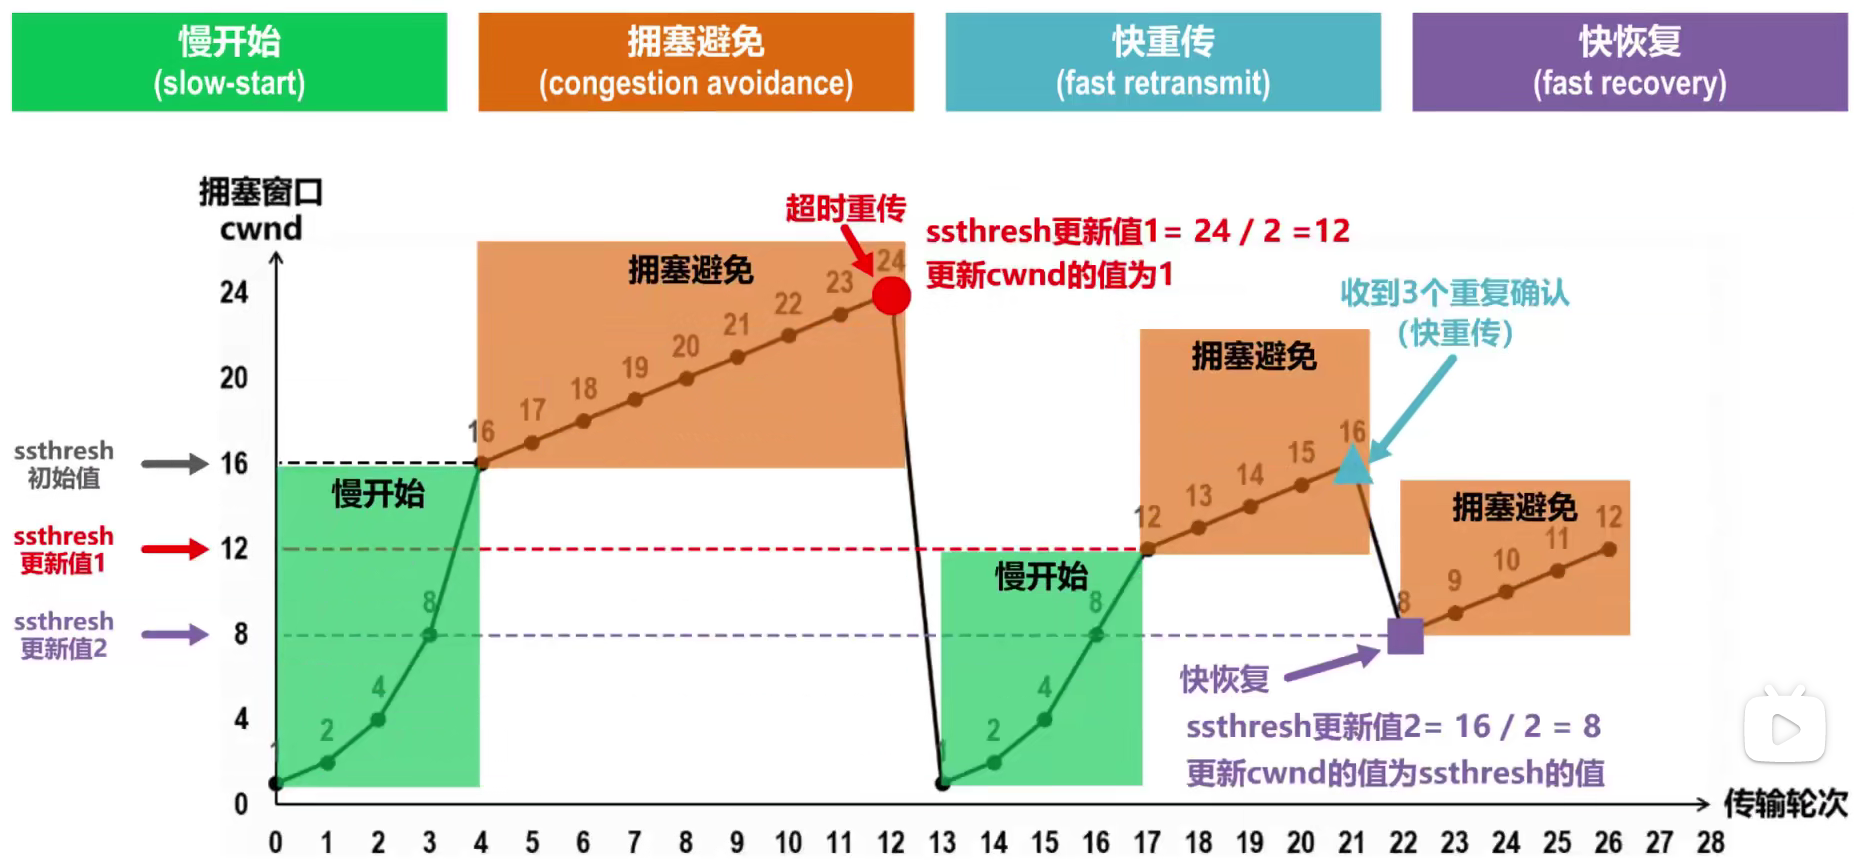 慢开始
(slow-start)
拥塞避免
(congestion avoidance)
快重传
(fast retransmit)
快恢复
(fast recovery)
拥塞窗口
cwnd
超时重传
ssthresh更新值1= 24 / 2 =12
更新cwnd的值为1
收到3个重复确认
(快重传)
拥塞避免
拥塞避免
拥塞避免
慢开始
慢开始
24
20
16
12
8
4
0
ssthresh
初始值
ssthresh
更新值1
ssthresh
更新值2
1
2
4
8
16
17
18
19
20
21
22
23
24
1
2
4
8
12
13
14
15
16
8
9
10
11
12
快恢复
ssthresh更新值2= 16 / 2 = 8
更新cwnd的值为ssthresh的值
传输轮次
0 1 2 3 4 5 6 7 8 9 10 11 12 13 14 15 16 17 18 19 20 21 22 23 24 25 26 27 28